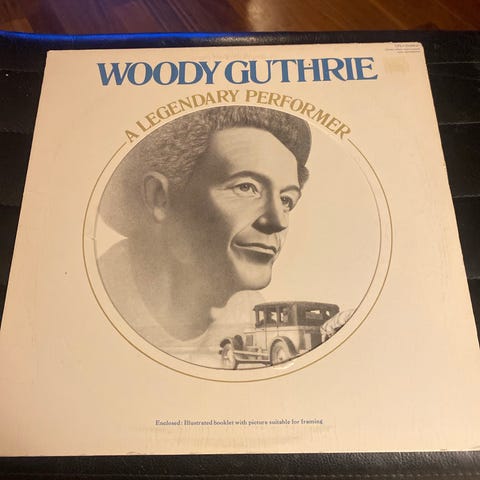 WOODY GUTHRIE
A LEGENDARY PERFORMER
Enclosed: Illustrated booklet with picture suitable for framing